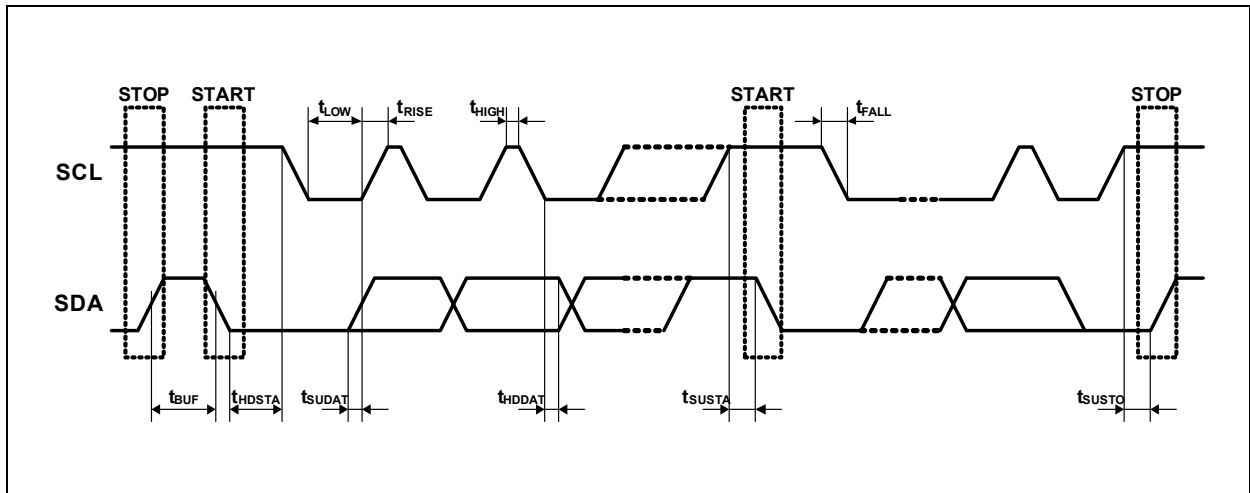 STOP START START STOP
tLOW tRISE tHIGH tFALL
SCL
SDA
tBUF tHDSTA tSUDAT tHDDAT tSUSTA tSUSTO